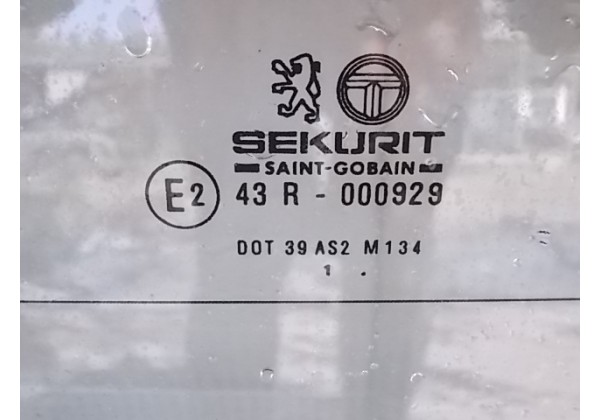 SEKURIT
SAINT-GOBAIN
E2 43 R - 000929
DOT 39 AS2 M134
1 .